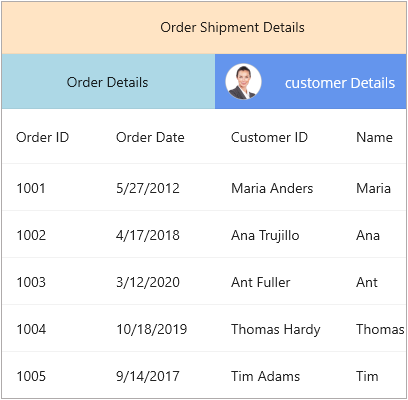 Order Shipment Details
Order Details customer Details
Order ID Order Date Customer ID Name
1001 5/27/2012 Maria Anders Maria
1002 4/17/2018 Ana Trujillo Ana
1003 3/12/2020 Ant Fuller Ant
1004 10/18/2019 Thomas Hardy Thomas
1005 9/14/2017 Tim Adams Tim